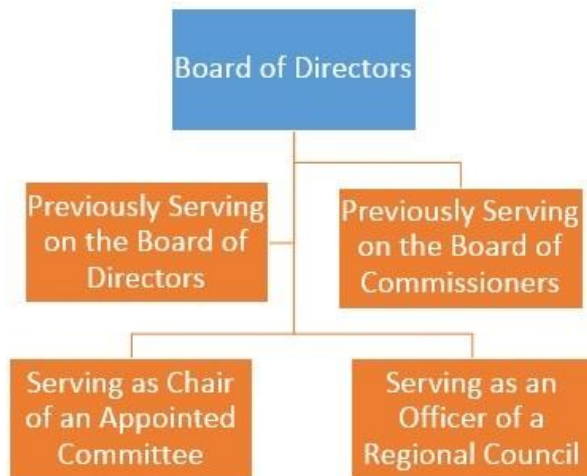 Board of Directors
Previously Serving
on the Board of
Directors
Previously Serving
on the Board of
Commissioners
Serving as Chair
of an Appointed
Committee
Serving as an
Officer of a
Regional Council